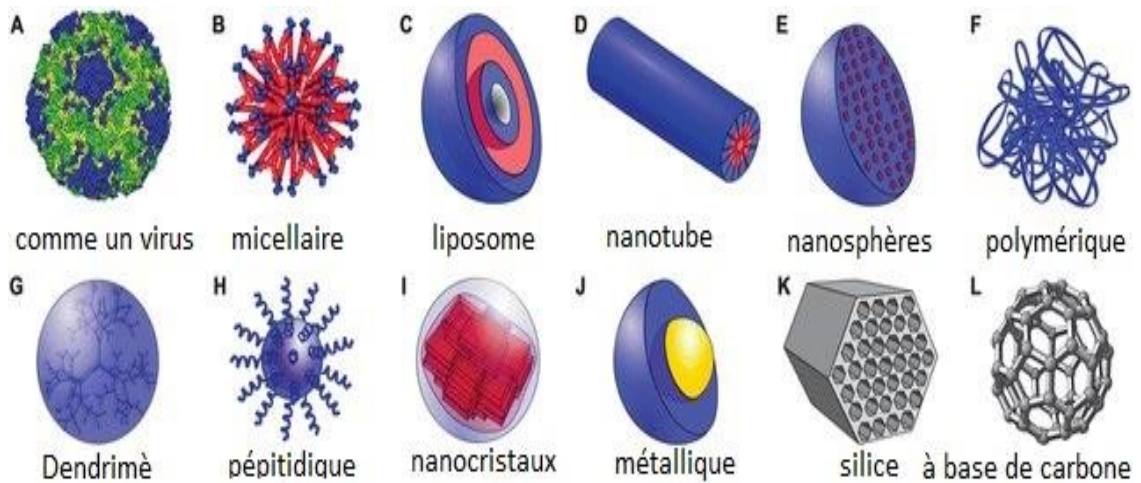 A B C D E F
comme un virus micellaire liposome nanotube nanosphères polymérique
G H I J K L
Dendrimè pépitidique nanocristaux métallique silice à base de carbone